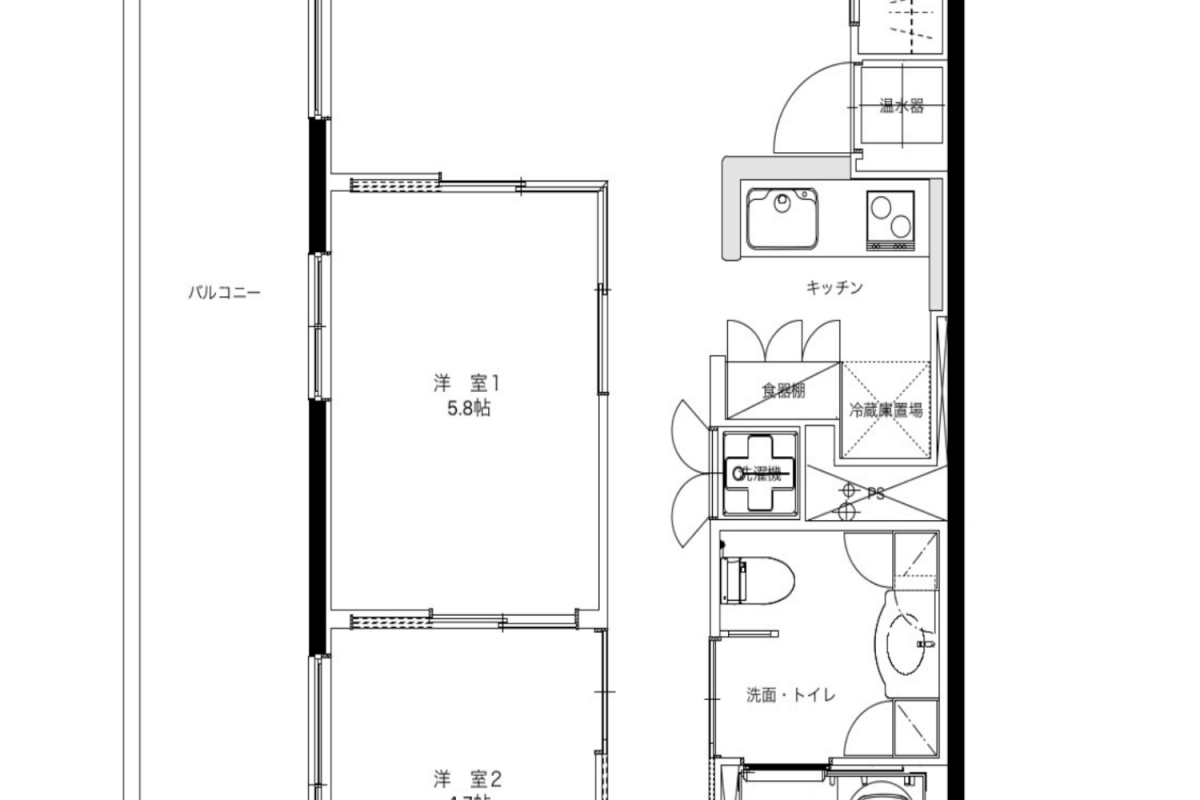 温水器
バルコニー
キッチン
洋 室1
5.8帖
食器棚
冷蔵庫置場
洗濯機
PS
洗面・トイレ
洋 室2